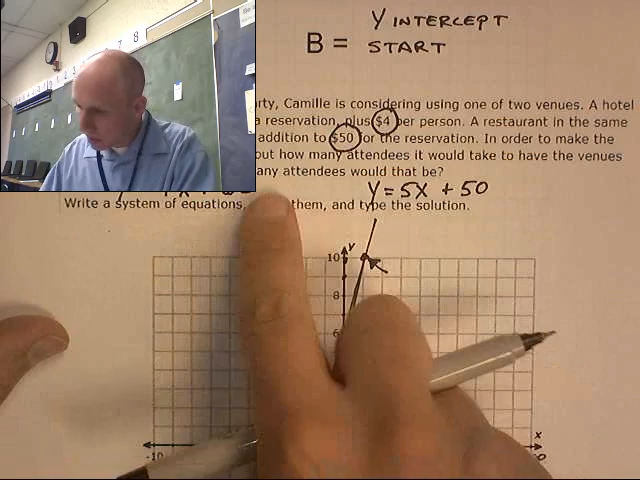 Y INTERCEPT
B = START
rty, Camille is considering using one of two venues. A hotel
a reservation, plus $4 per person. A restaurant in the same
addition to $50 for the reservation. In order to make the
out how many attendees it would take to have the venues
any attendees would that be?
Y = 5X + 50
Write a system of equations, them, and type the solution.
10 y
8
6
x
-10